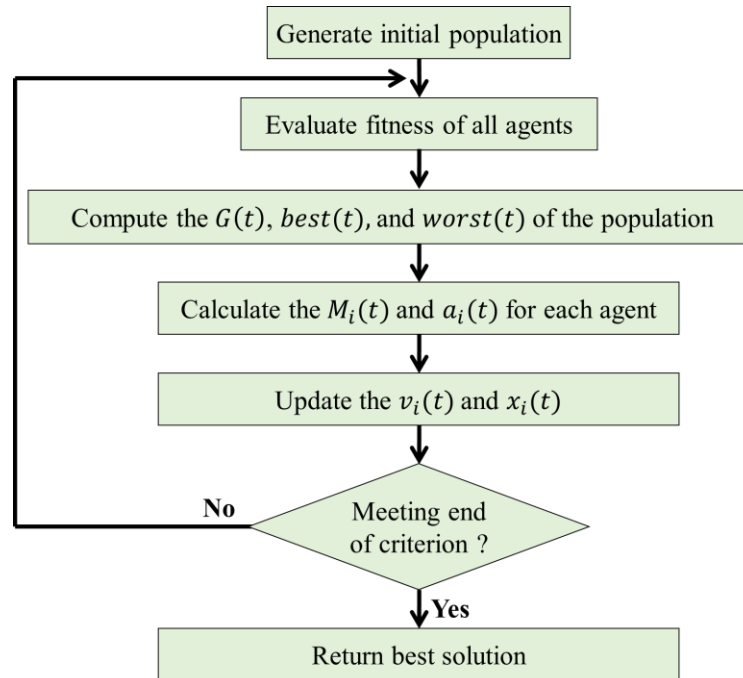 Generate initial population
Evaluate fitness of all agents
Compute the G(t), best(t), and worst(t) of the population
Calculate the M_i(t) and a_i(t) for each agent
Update the v_i(t) and x_i(t)
No
Meeting end
of criterion ?
Yes
Return best solution